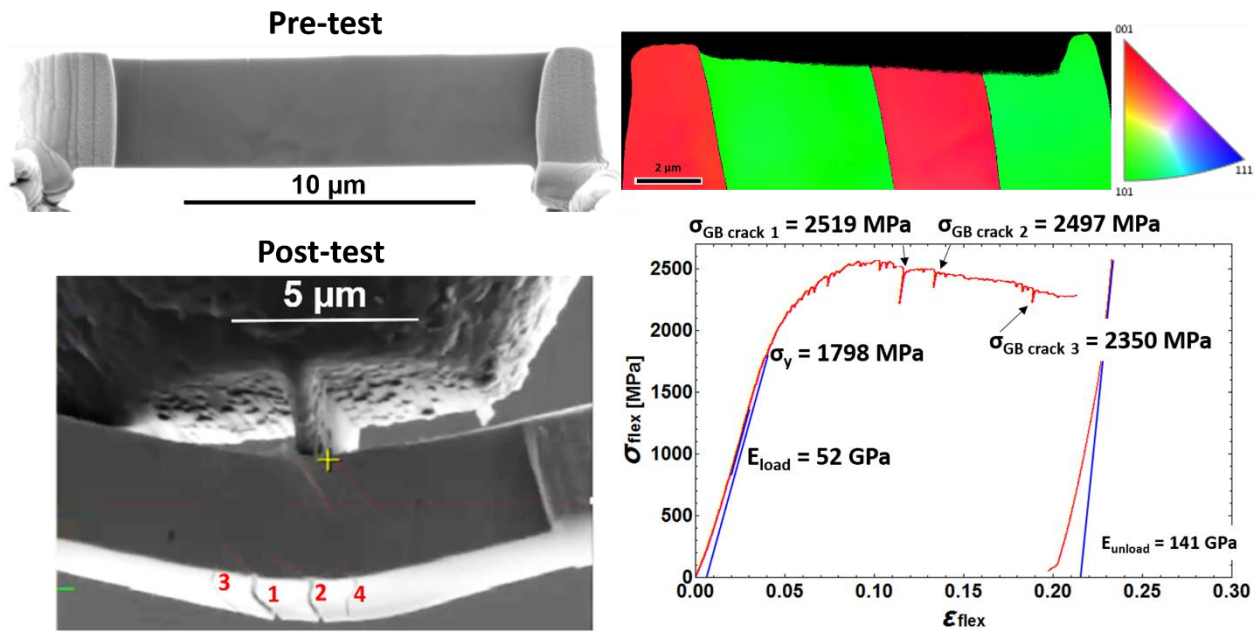 Pre-test
10 µm
2 µm
001
101
111
Post-test
5 µm
3
1
2
4
σGB crack 1 = 2519 MPa
σGB crack 2 = 2497 MPa
σy = 1798 MPa
σGB crack 3 = 2350 MPa
Eload = 52 GPa
Eunload = 141 GPa
σflex [MPa]
2500
2000
1500
1000
500
0
0.00 0.05 0.10 0.15 0.20 0.25 0.30
εflex